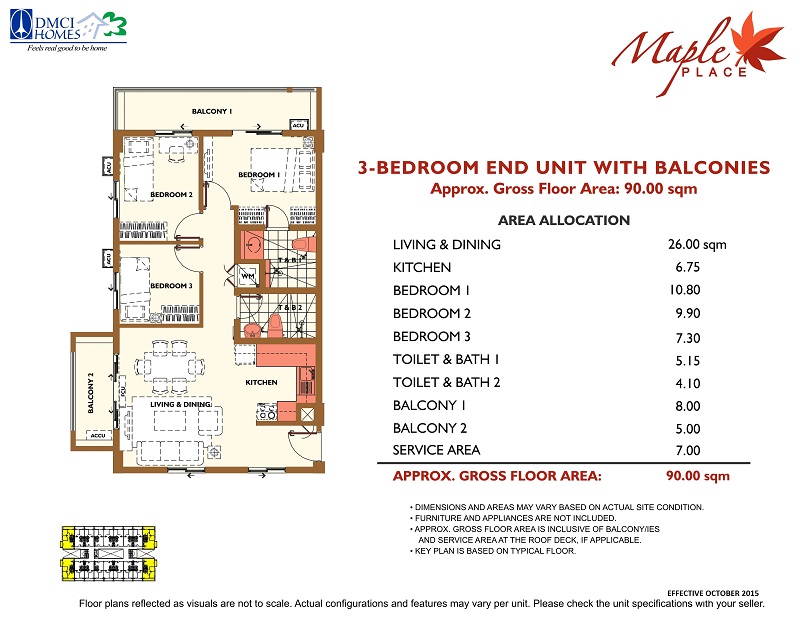 DMCI
HOMES
Feels real good to be home
Maple
PLACE
3-BEDROOM END UNIT WITH BALCONIES
Approx. Gross Floor Area: 90.00 sqm
AREA ALLOCATION
LIVING & DINING 26.00 sqm
KITCHEN 6.75
BEDROOM 1 10.80
BEDROOM 2 9.90
BEDROOM 3 7.30
TOILET & BATH 1 5.15
TOILET & BATH 2 4.10
BALCONY 1 8.00
BALCONY 2 5.00
SERVICE AREA 7.00
APPROX. GROSS FLOOR AREA: 90.00 sqm
• DIMENSIONS AND AREAS MAY VARY BASED ON ACTUAL SITE CONDITION.
• FURNITURE AND APPLIANCES ARE NOT INCLUDED.
• APPROX. GROSS FLOOR AREA IS INCLUSIVE OF BALCONY/IES
AND SERVICE AREA AT THE ROOF DECK, IF APPLICABLE.
• KEY PLAN IS BASED ON TYPICAL FLOOR.
BALCONY 1
ACU
ACU
BEDROOM 1
BEDROOM 2
T & B 1
ACU
WM
BEDROOM 3
T & B 2
BALCONY 2
FCU
KITCHEN
LIVING & DINING
ACCU
EFFECTIVE OCTOBER 2015
Floor plans reflected as visuals are not to scale. Actual configurations and features may vary per unit. Please check the unit specifications with your seller.